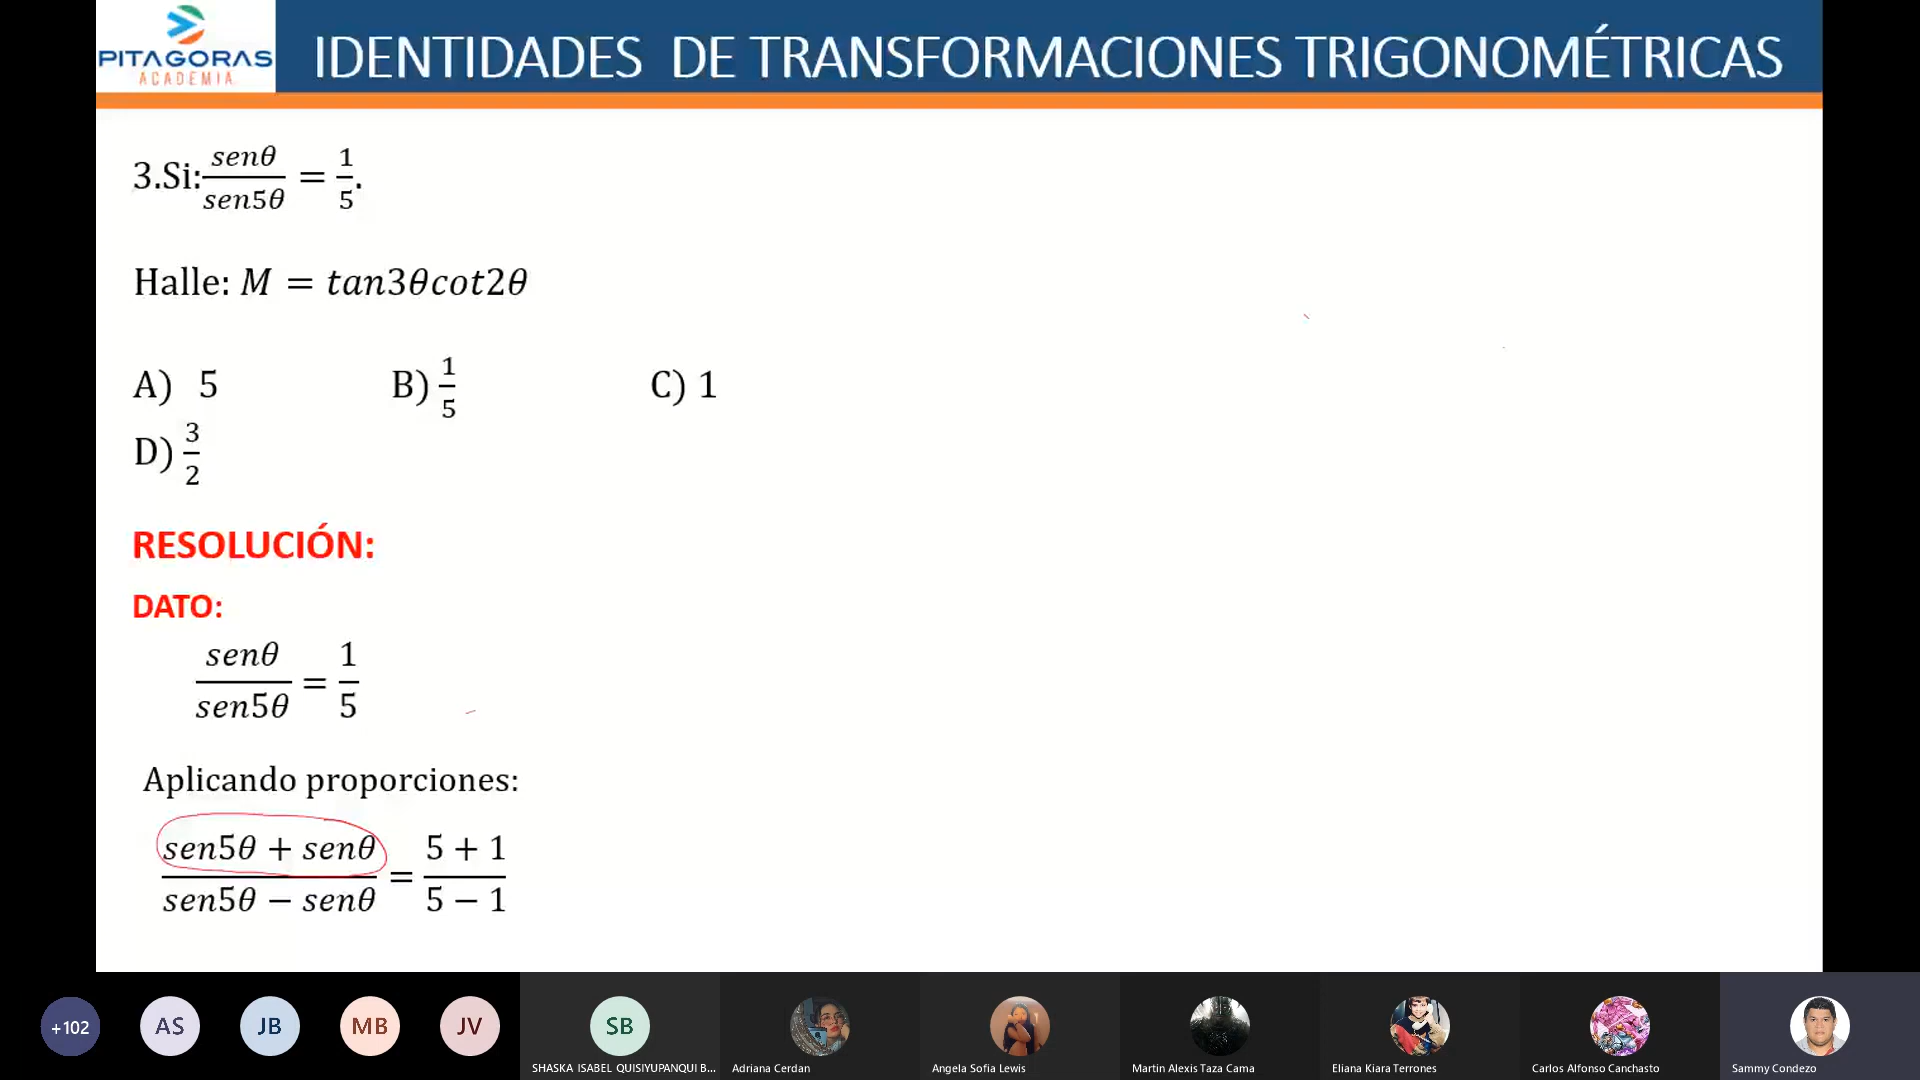 PITAGORAS
ACADEMIA
IDENTIDADES DE TRANSFORMACIONES TRIGONOMÉTRICAS
3.Si: senθ/sen5θ = 1/5.
Halle: M = tan3θcot2θ
A) 5 B) 1/5 C) 1
D) 3/2
RESOLUCIÓN:
DATO:
senθ/sen5θ = 1/5
Aplicando proporciones:
(sen5θ + senθ)/(sen5θ − senθ) = (5 + 1)/(5 − 1)
+102 AS JB MB JV SB
SHASKA ISABEL QUISIYUPANQUI B... Adriana Cerdan Angela Sofia Lewis Martin Alexis Taza Cama Eliana Kiara Terrones Carlos Alfonso Canchasto Sammy Condezo